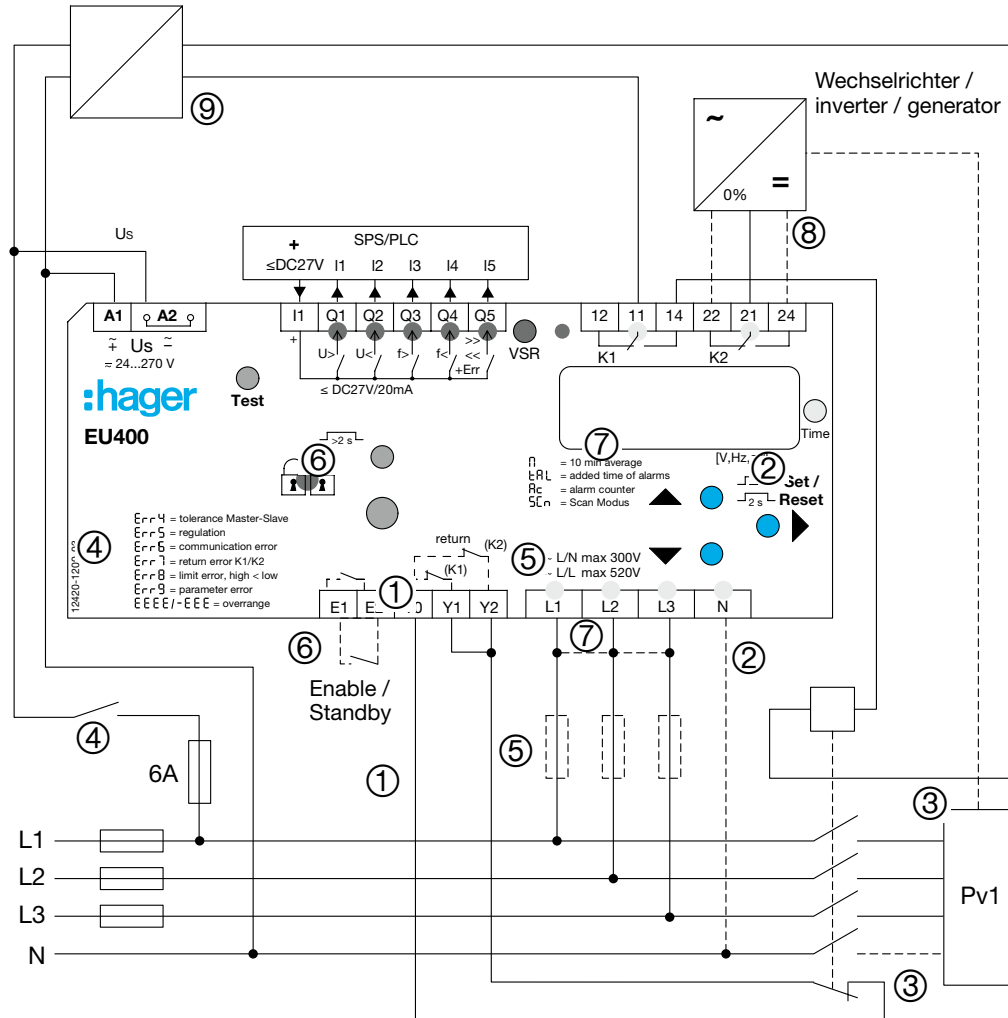 ⑨
Wechselrichter /
inverter / generator
~
0%
=
⑧
Us
+ SPS/PLC
≤DC27V I1 I2 I3 I4 I5
A1 A2 I1 Q1 Q2 Q3 Q4 Q5 12 11 14 22 21 24
+ Us
≂ 24...270 V
+ U> U< f> f< >>
<<
+Err
VSR
K1 K2
≤ DC27V/20mA
:hager
EU400
Test
Time
>2 s
⑥
⑦
[V,Hz,
②
n = 10 min average
tAL = added time of alarms
Ac = alarm counter
SCn = Scan Modus
Set /
Reset
2 s
④
12420-1200
Err4 = tolerance Master-Slave
Err5 = regulation
Err6 = communication error
Err7 = return error K1/K2
Err8 = limit error, high < low
Err9 = parameter error
EEEE/-EEE = overrange
return (K2)
(K1)
⑤ L/N max 300V
L/L max 520V
①
E1 Y1 Y2 L1 L2 L3 N
⑥
⑦
②
Enable /
Standby
④
⑤
6A
①
③
L1
L2
L3
N
Pv1
③